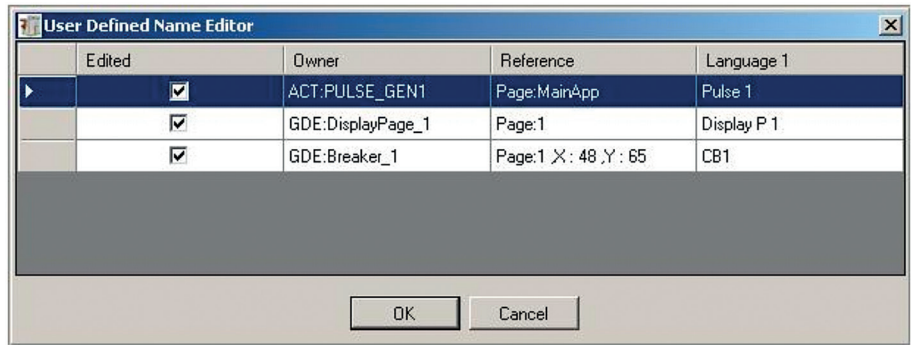 User Defined Name Editor
Edited Owner Reference Language 1
ACT:PULSE_GEN1 Page:MainApp Pulse 1
GDE:DisplayPage_1 Page:1 Display P 1
GDE:Breaker_1 Page:1 ,X : 48 ,Y : 65 CB1
OK Cancel